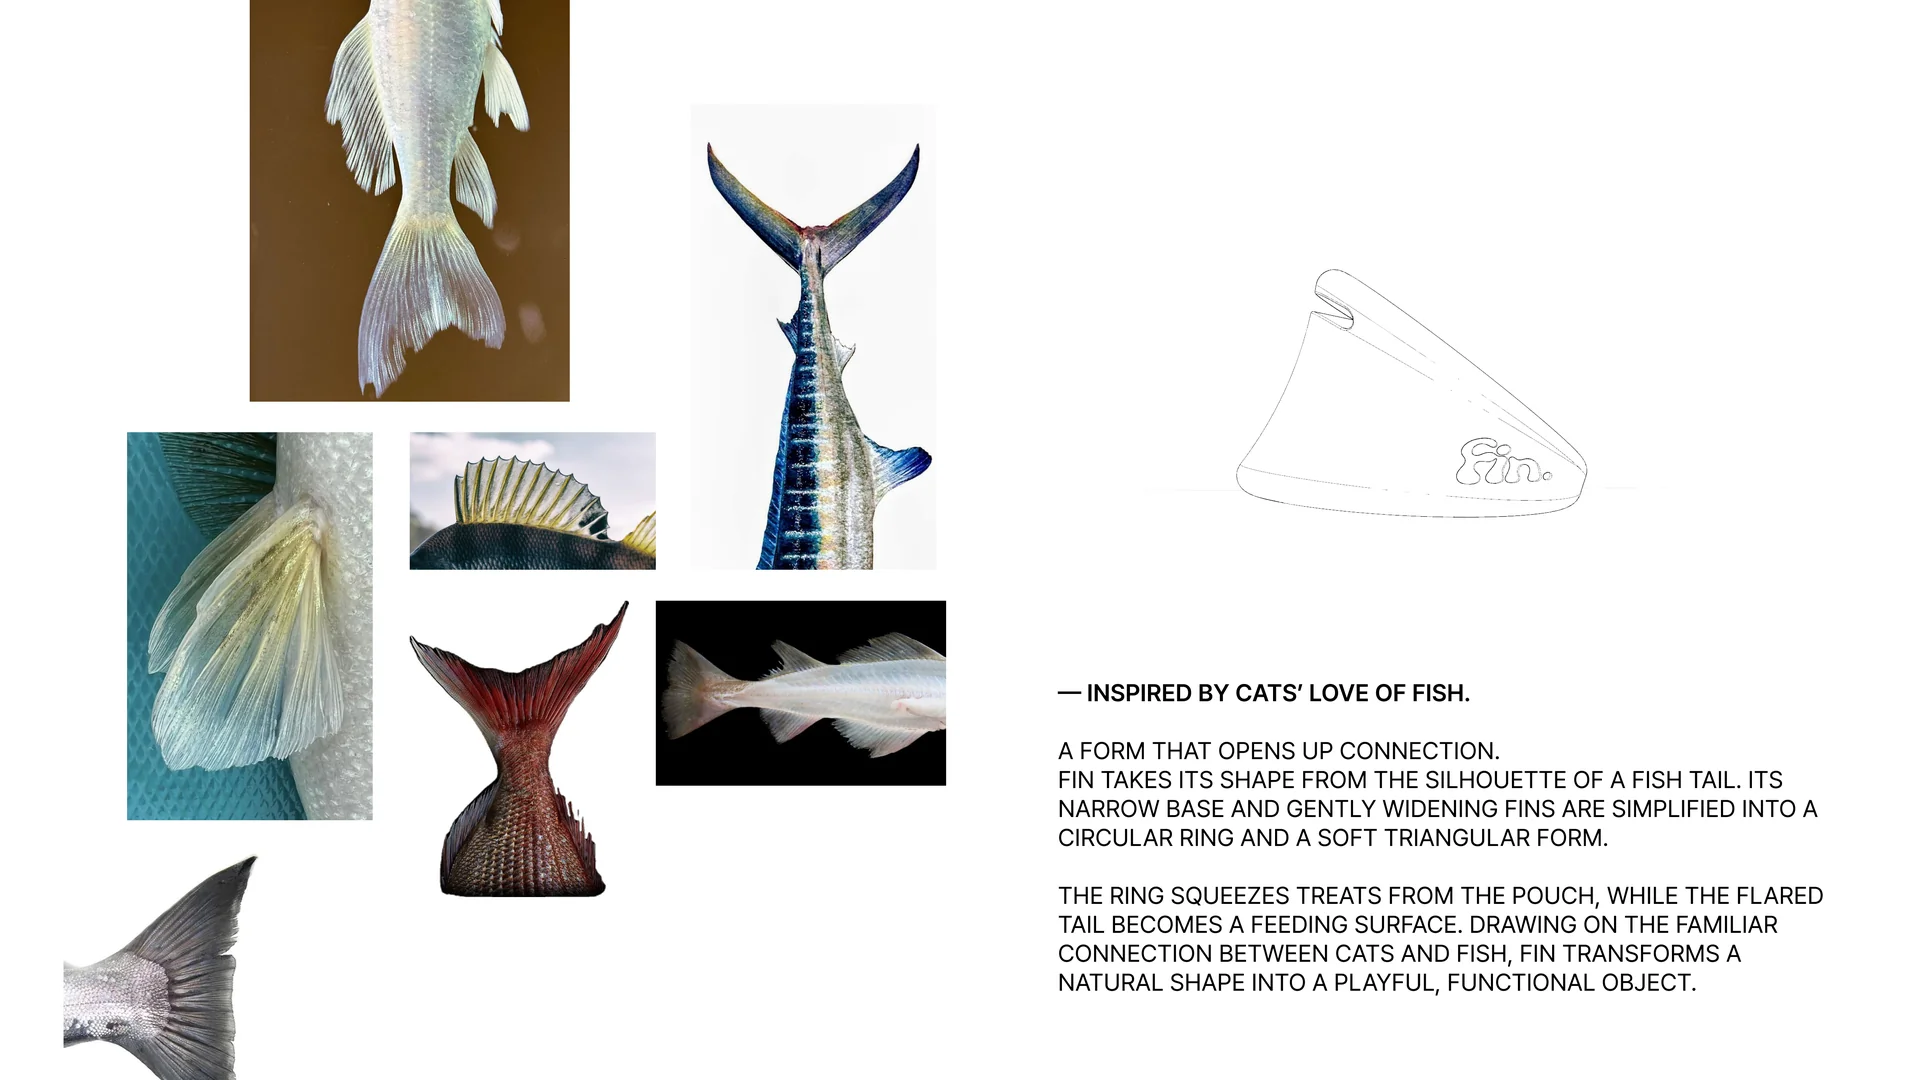 fin.
— INSPIRED BY CATS’ LOVE OF FISH.
A FORM THAT OPENS UP CONNECTION.
FIN TAKES ITS SHAPE FROM THE SILHOUETTE OF A FISH TAIL. ITS
NARROW BASE AND GENTLY WIDENING FINS ARE SIMPLIFIED INTO A
CIRCULAR RING AND A SOFT TRIANGULAR FORM.
THE RING SQUEEZES TREATS FROM THE POUCH, WHILE THE FLARED
TAIL BECOMES A FEEDING SURFACE. DRAWING ON THE FAMILIAR
CONNECTION BETWEEN CATS AND FISH, FIN TRANSFORMS A
NATURAL SHAPE INTO A PLAYFUL, FUNCTIONAL OBJECT.